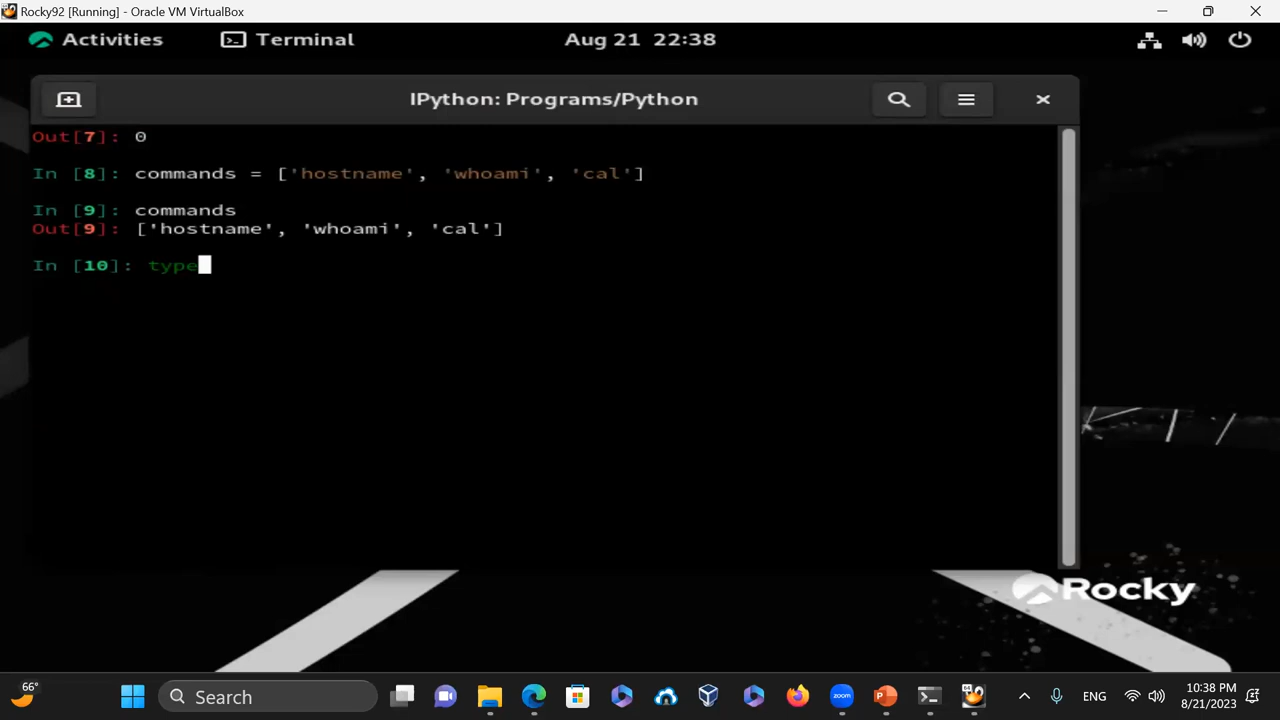 Rocky92 [Running] - Oracle VM VirtualBox
Activities Terminal Aug 21 22:38
IPython: Programs/Python
Out[7]: 0
In [8]: commands = ['hostname', 'whoami', 'cal']
In [9]: commands
Out[9]: ['hostname', 'whoami', 'cal']
In [10]: type
Rocky
66°
Search
zoom
ENG
10:38 PM
8/21/2023